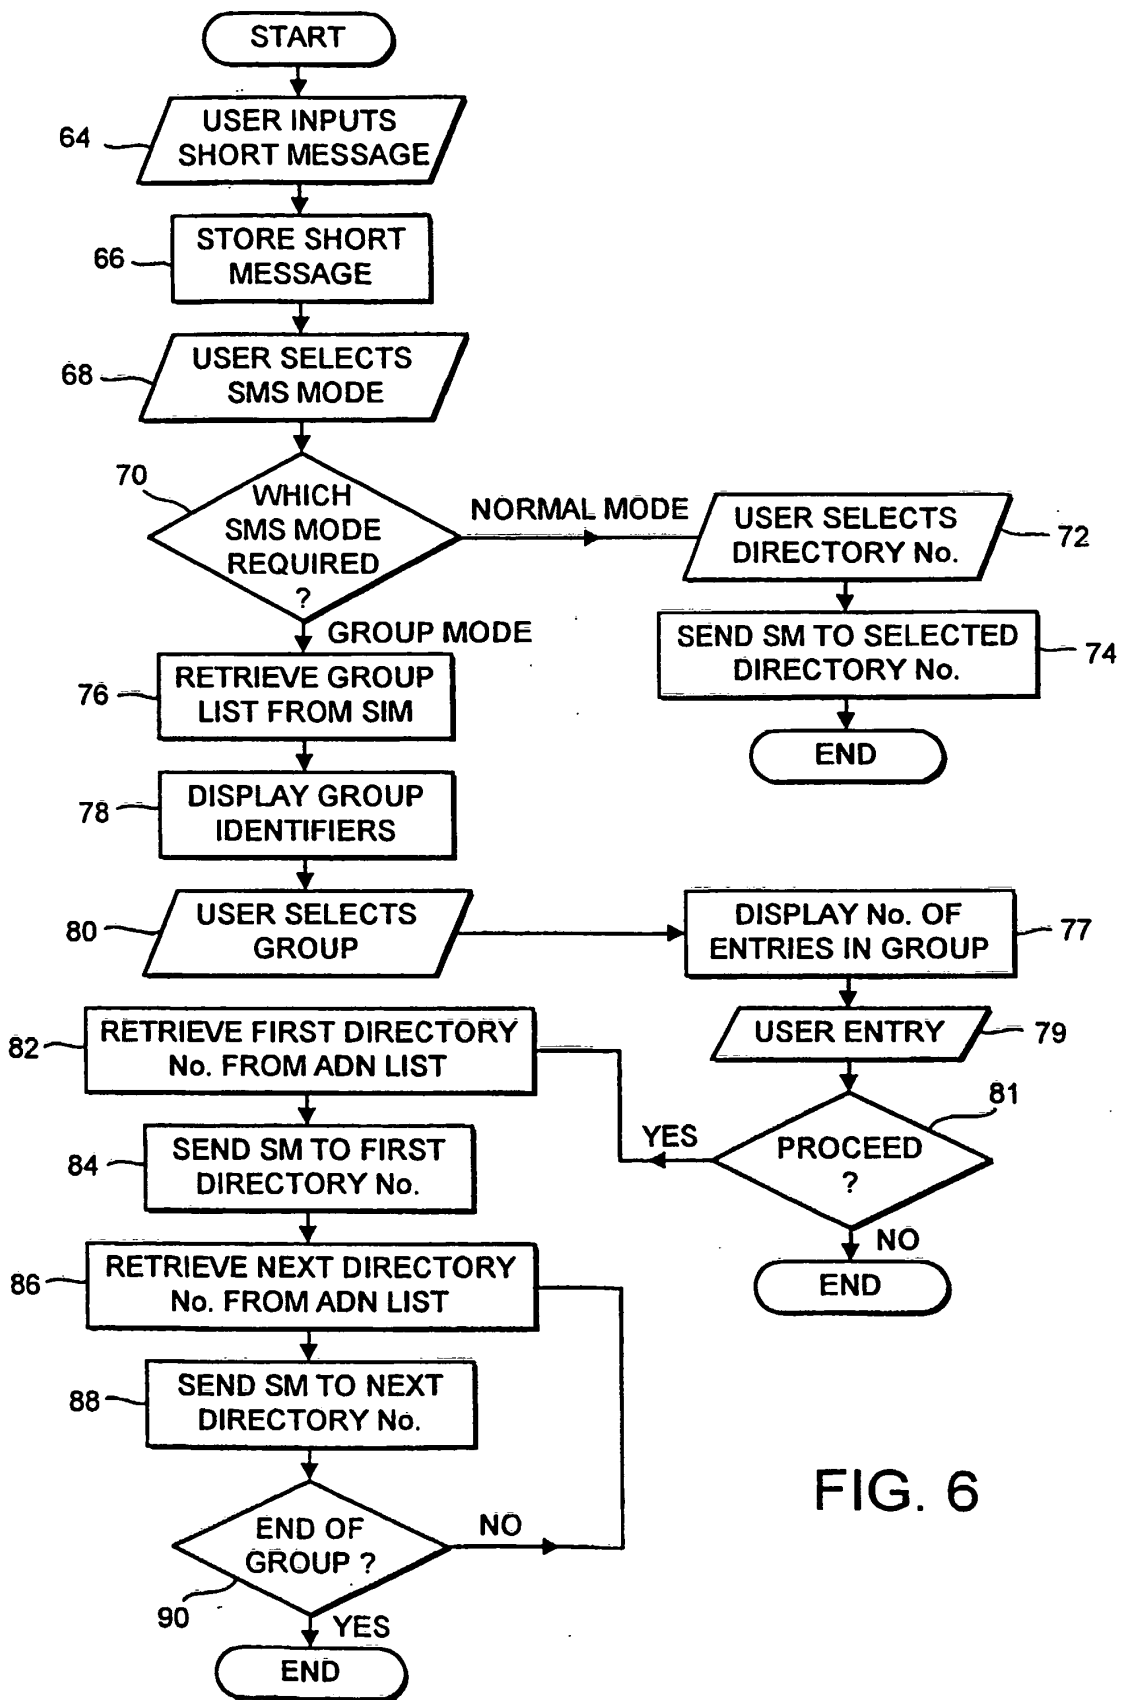 START
64
USER INPUTS
SHORT MESSAGE
66
STORE SHORT
MESSAGE
68
USER SELECTS
SMS MODE
70
WHICH
SMS MODE
REQUIRED
?
NORMAL MODE
USER SELECTS
DIRECTORY No.
72
SEND SM TO SELECTED
DIRECTORY No.
74
END
GROUP MODE
76
RETRIEVE GROUP
LIST FROM SIM
78
DISPLAY GROUP
IDENTIFIERS
80
USER SELECTS
GROUP
DISPLAY No. OF
ENTRIES IN GROUP
77
USER ENTRY
79
81
PROCEED
?
YES
NO
END
82
RETRIEVE FIRST DIRECTORY
No. FROM ADN LIST
84
SEND SM TO FIRST
DIRECTORY No.
86
RETRIEVE NEXT DIRECTORY
No. FROM ADN LIST
88
SEND SM TO NEXT
DIRECTORY No.
END OF
GROUP ?
90
NO
YES
END
FIG. 6